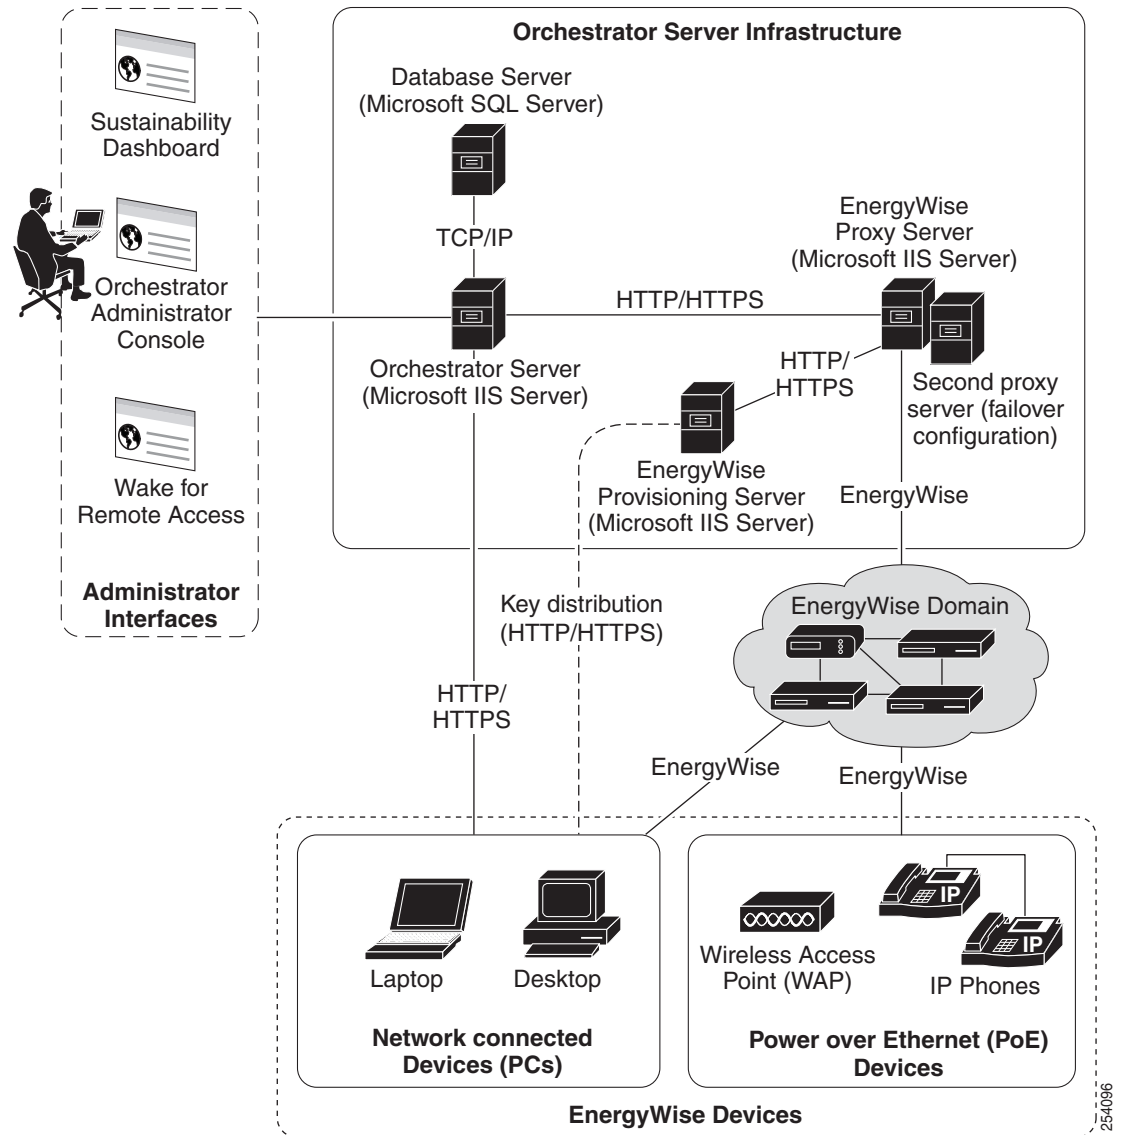 Orchestrator Server Infrastructure
Sustainability
Dashboard
Orchestrator
Administrator
Console
Wake for
Remote Access
Administrator
Interfaces
Database Server
(Microsoft SQL Server)
TCP/IP
Orchestrator Server
(Microsoft IIS Server)
HTTP/HTTPS
EnergyWise
Proxy Server
(Microsoft IIS Server)
HTTP/
HTTPS
Second proxy
server (failover
configuration)
EnergyWise
Provisioning Server
(Microsoft IIS Server)
EnergyWise
Key distribution
(HTTP/HTTPS)
EnergyWise Domain
HTTP/
HTTPS
EnergyWise
EnergyWise
Laptop
Desktop
Network connected
Devices (PCs)
IP
IP
Wireless Access
Point (WAP)
IP Phones
Power over Ethernet (PoE)
Devices
EnergyWise Devices
254096